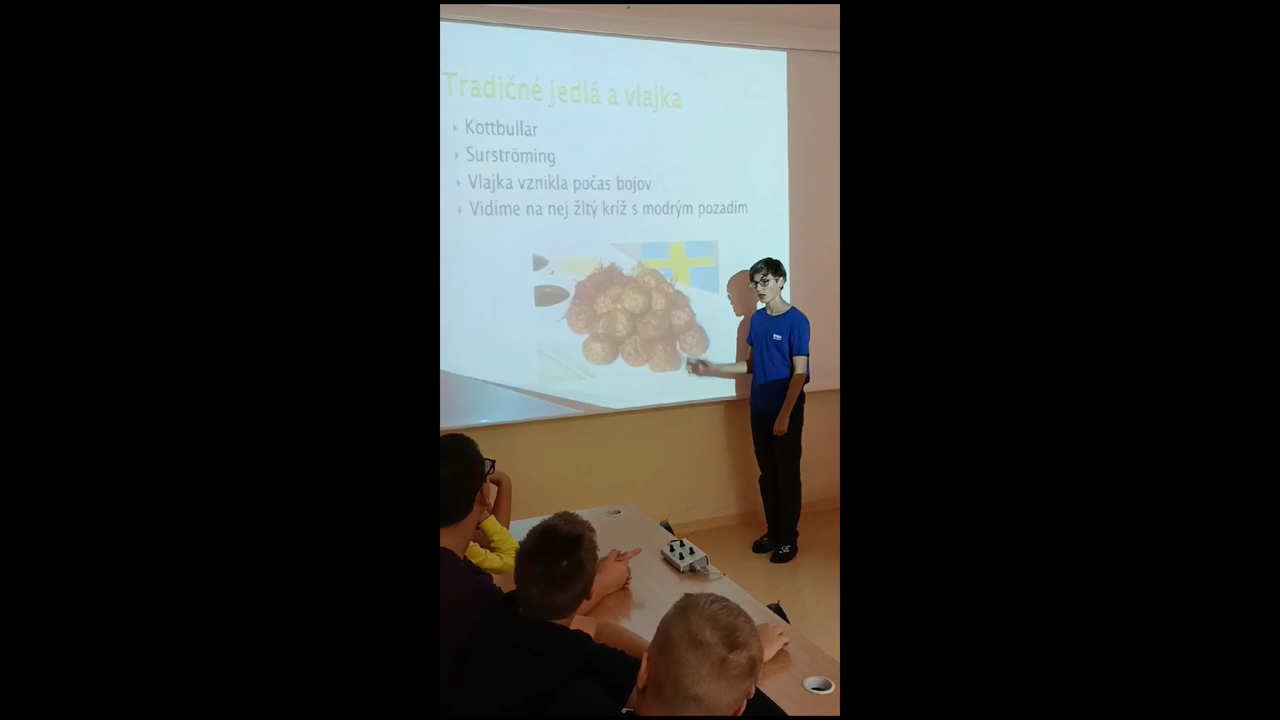 Tradičné jedlá a vlajka
Kottbullar
Surströming
Vlajka vznikla počas bojov
Vidíme na nej žltý kríž s modrým pozadím